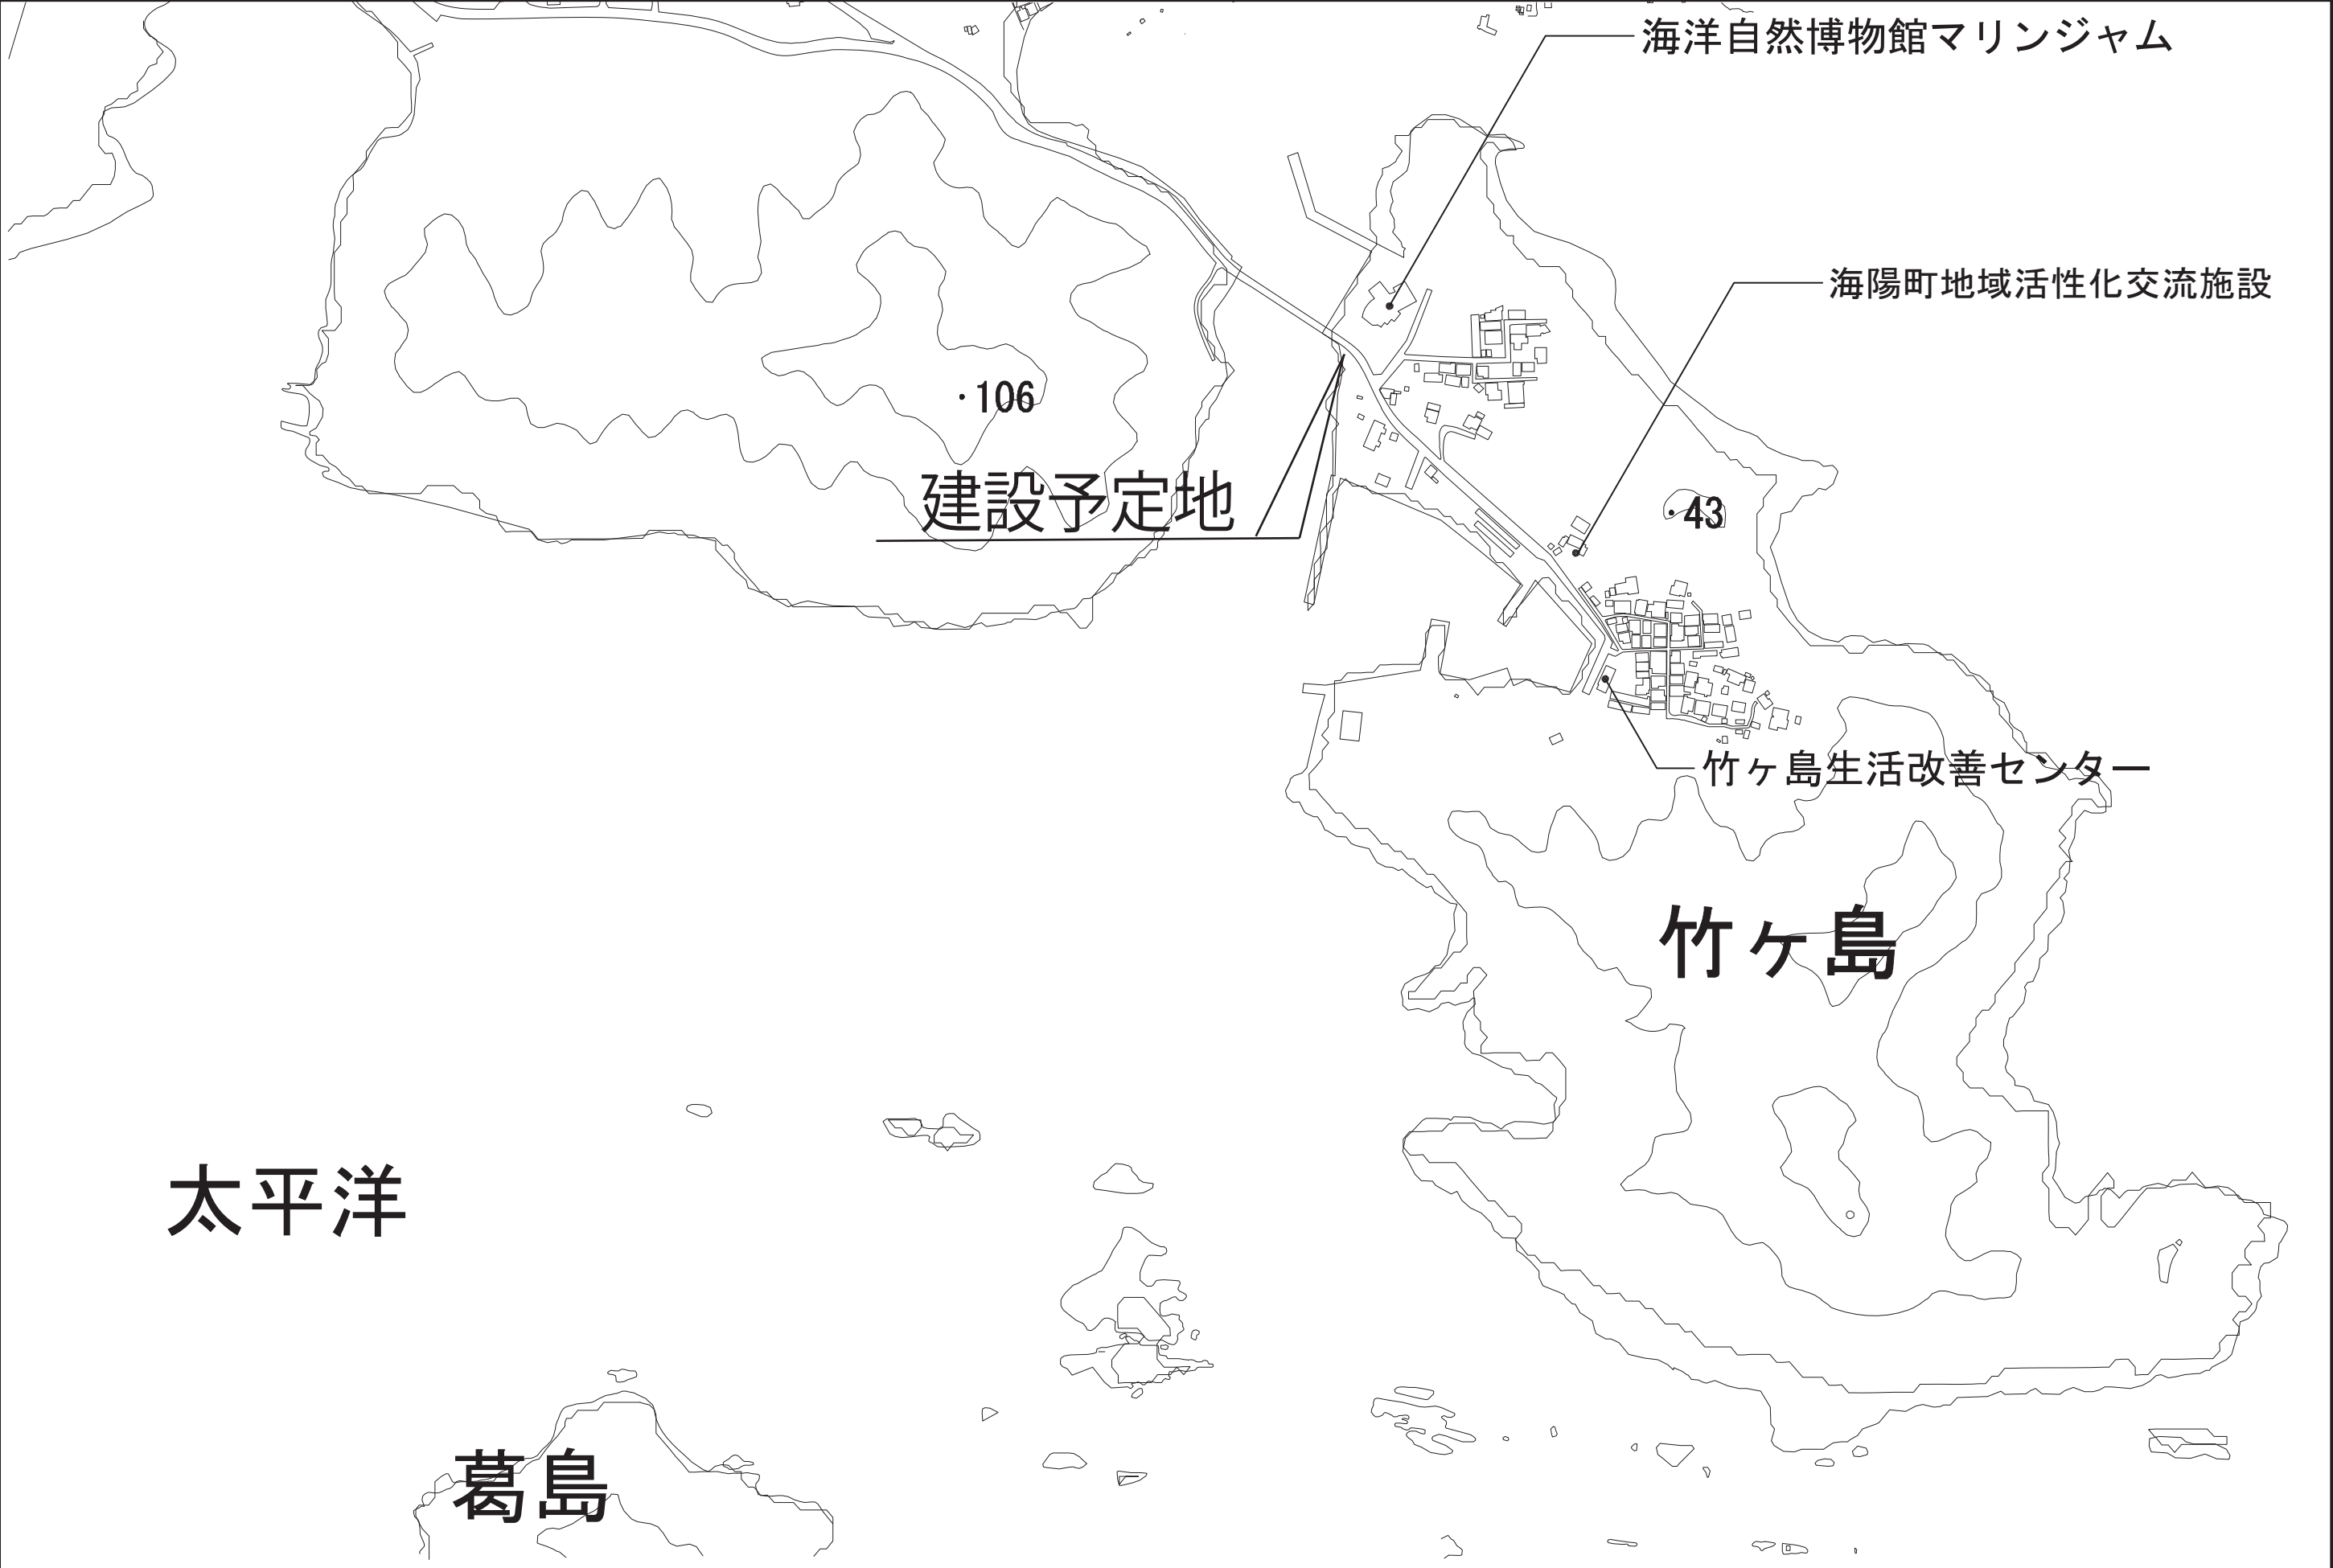 海洋自然博物館マリンジャム
海陽町地域活性化交流施設
106
建設予定地
43
竹ヶ島生活改善センター
竹ヶ島
太平洋
葛島